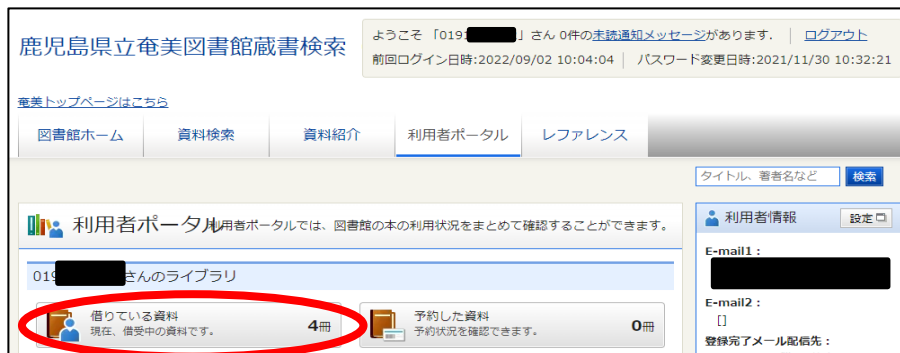 鹿児島県立奄美図書館蔵書検索
ようこそ 「019」さん 0件の未読通知メッセージがあります. | ログアウト
前回ログイン日時:2022/09/02 10:04:04 | パスワード変更日時:2021/11/30 10:32:21
奄美トップページはこちら
図書館ホーム 資料検索 資料紹介 利用者ポータル レファレンス
タイトル、著者名など 検索
利用者ポータル 利用者ポータルでは、図書館の本の利用状況をまとめて確認することができます。
利用者情報 設定
E-mail1：
019 さんのライブラリ
借りている資料
現在、借受中の資料です。
4冊
予約した資料
予約状況を確認できます。
0冊
E-mail2：
[]
登録完了メール配信先：